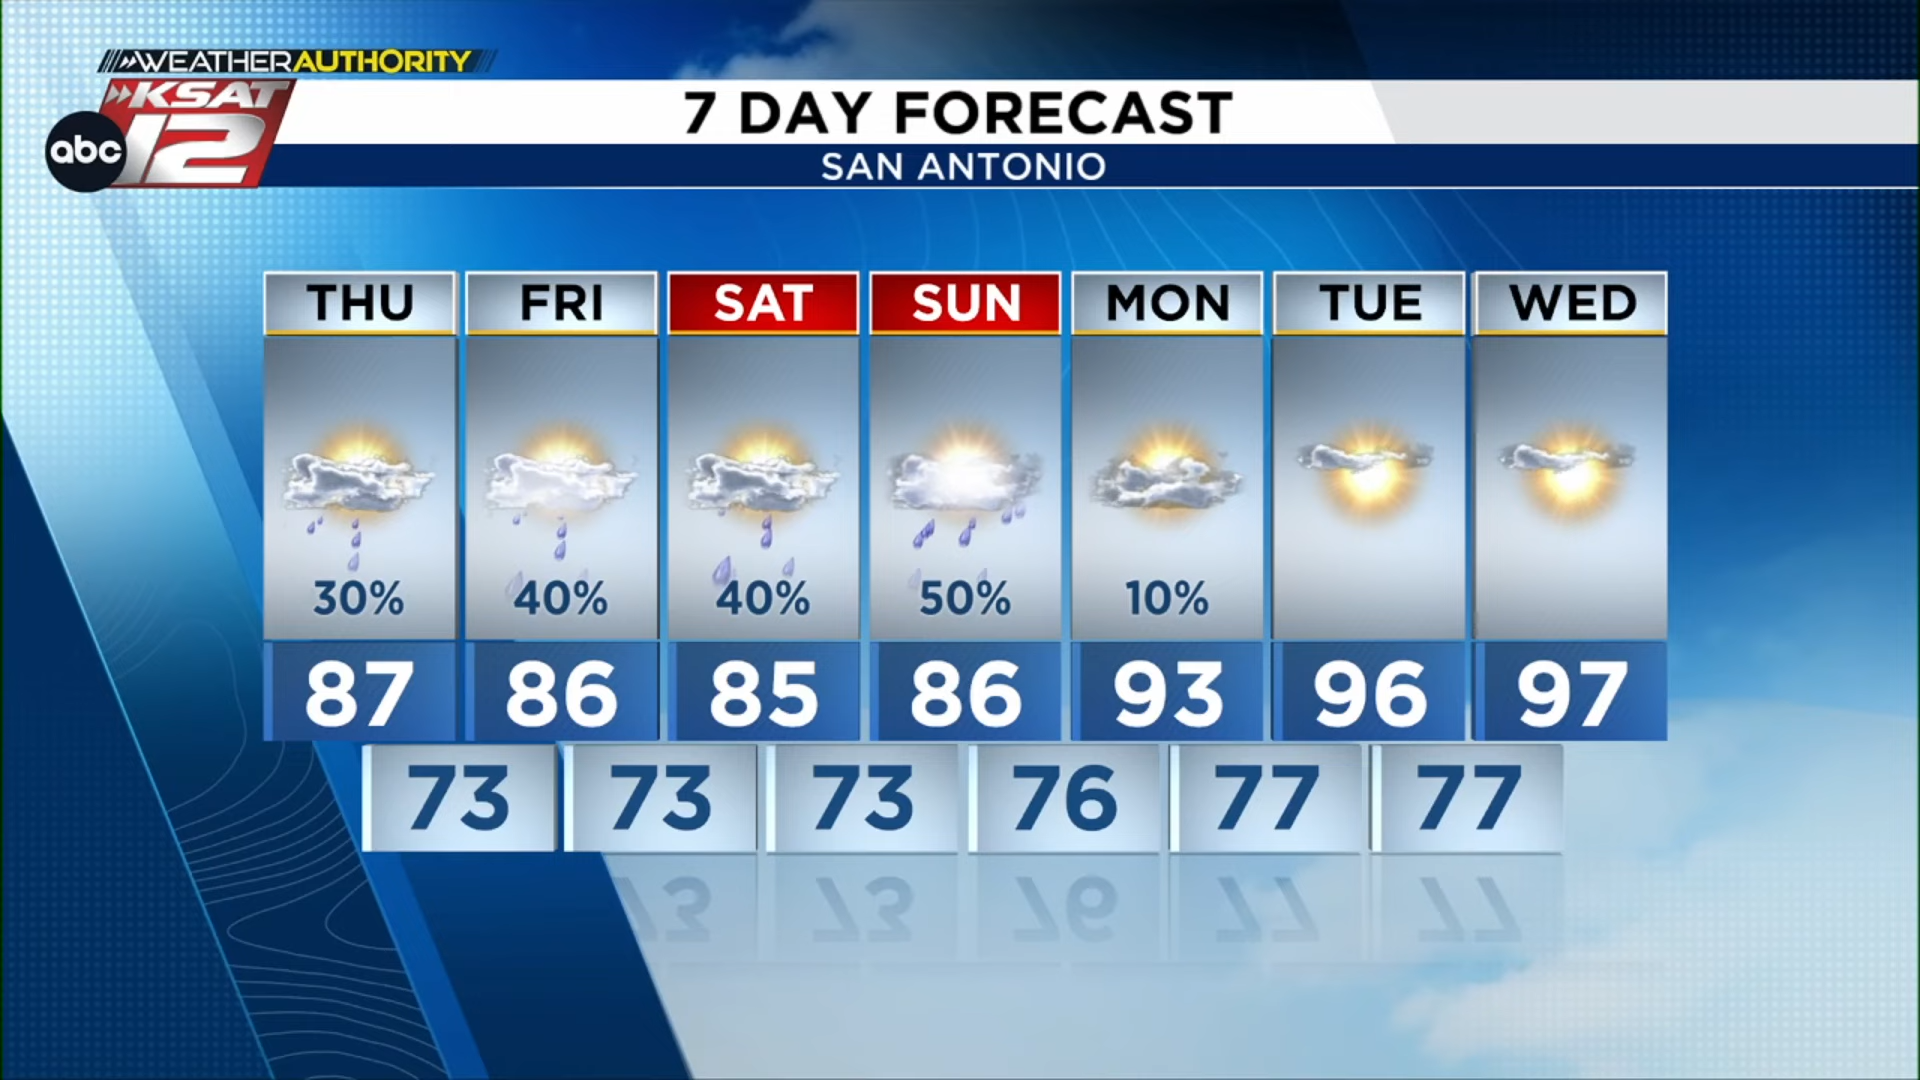 WEATHERAUTHORITY
KSAT
abc 12
7 DAY FORECAST
SAN ANTONIO
THU FRI SAT SUN MON TUE WED
30% 40% 40% 50% 10%
87 86 85 86 93 96 97
73 73 73 76 77 77